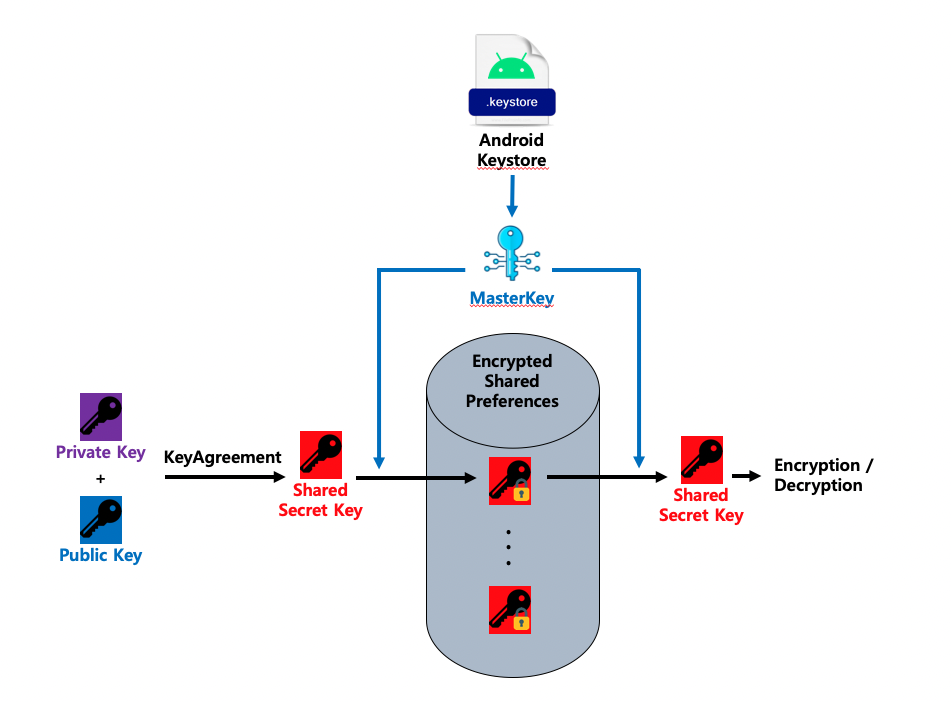 .keystore
Android
Keystore
MasterKey
Encrypted
Shared
Preferences
Private Key
+
Public Key
KeyAgreement
Shared
Secret Key
Shared
Secret Key
Encryption /
Decryption